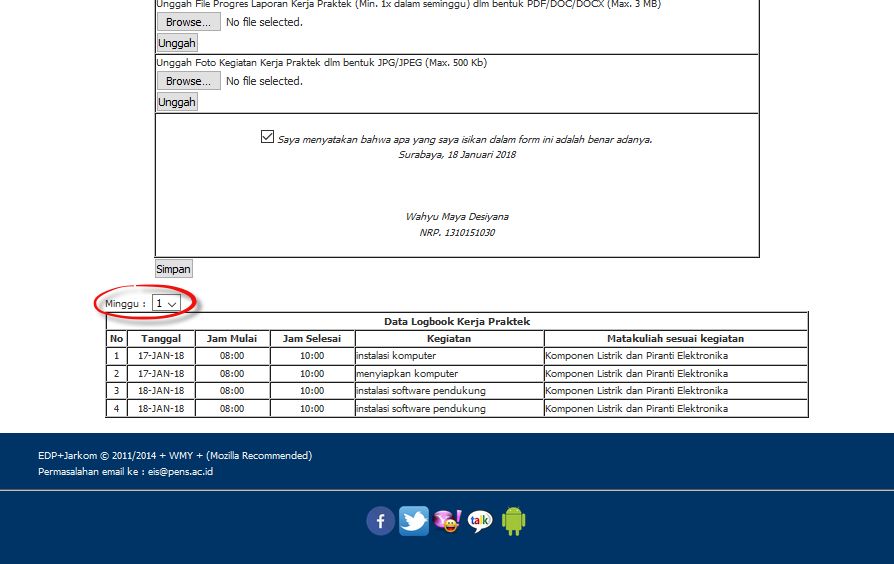 Unggah File Progres Laporan Kerja Praktek (Min. 1x dalam seminggu) dlm bentuk PDF/DOC/DOCX (Max. 3 MB)
Browse... No file selected.
Unggah
Unggah Foto Kegiatan Kerja Praktek dlm bentuk JPG/JPEG (Max. 500 Kb)
Browse... No file selected.
Unggah
Saya menyatakan bahwa apa yang saya isikan dalam form ini adalah benar adanya.
Surabaya, 18 Januari 2018
Wahyu Maya Desiyana
NRP. 1310151030
Simpan
Minggu : 1
Data Logbook Kerja Praktek
No Tanggal Jam Mulai Jam Selesai Kegiatan Matakuliah sesuai kegiatan
1 17-JAN-18 08:00 10:00 instalasi komputer Komponen Listrik dan Piranti Elektronika
2 17-JAN-18 08:00 10:00 menyiapkan komputer Komponen Listrik dan Piranti Elektronika
3 18-JAN-18 08:00 10:00 instalasi software pendukung Komponen Listrik dan Piranti Elektronika
4 18-JAN-18 08:00 10:00 instalasi software pendukung Komponen Listrik dan Piranti Elektronika
EDP+Jarkom © 2011/2014 + WMY + (Mozilla Recommended)
Permasalahan email ke : eis@pens.ac.id
talk